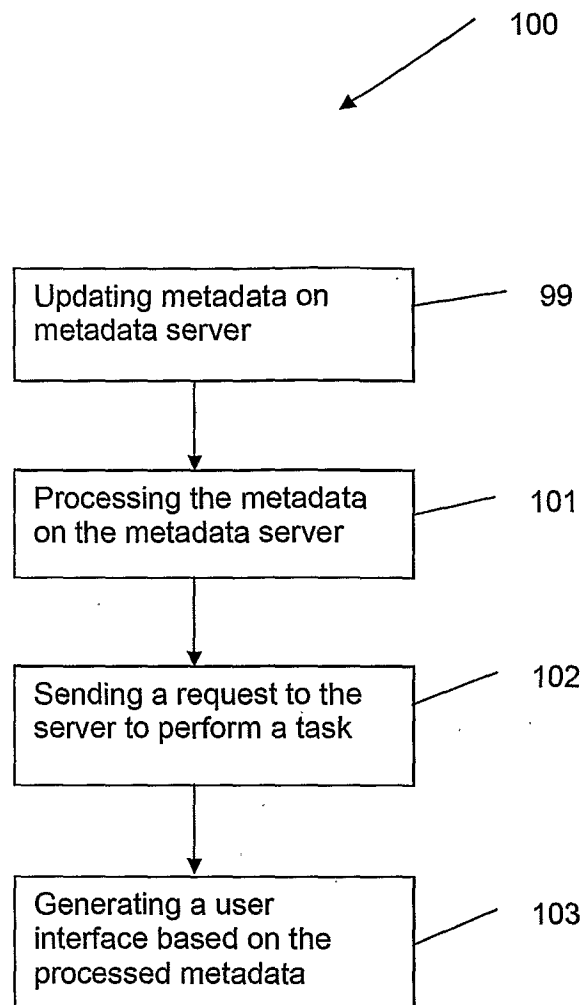 100
Updating metadata on
metadata server
99
Processing the metadata
on the metadata server
101
Sending a request to the
server to perform a task
102
Generating a user
interface based on the
processed metadata
103